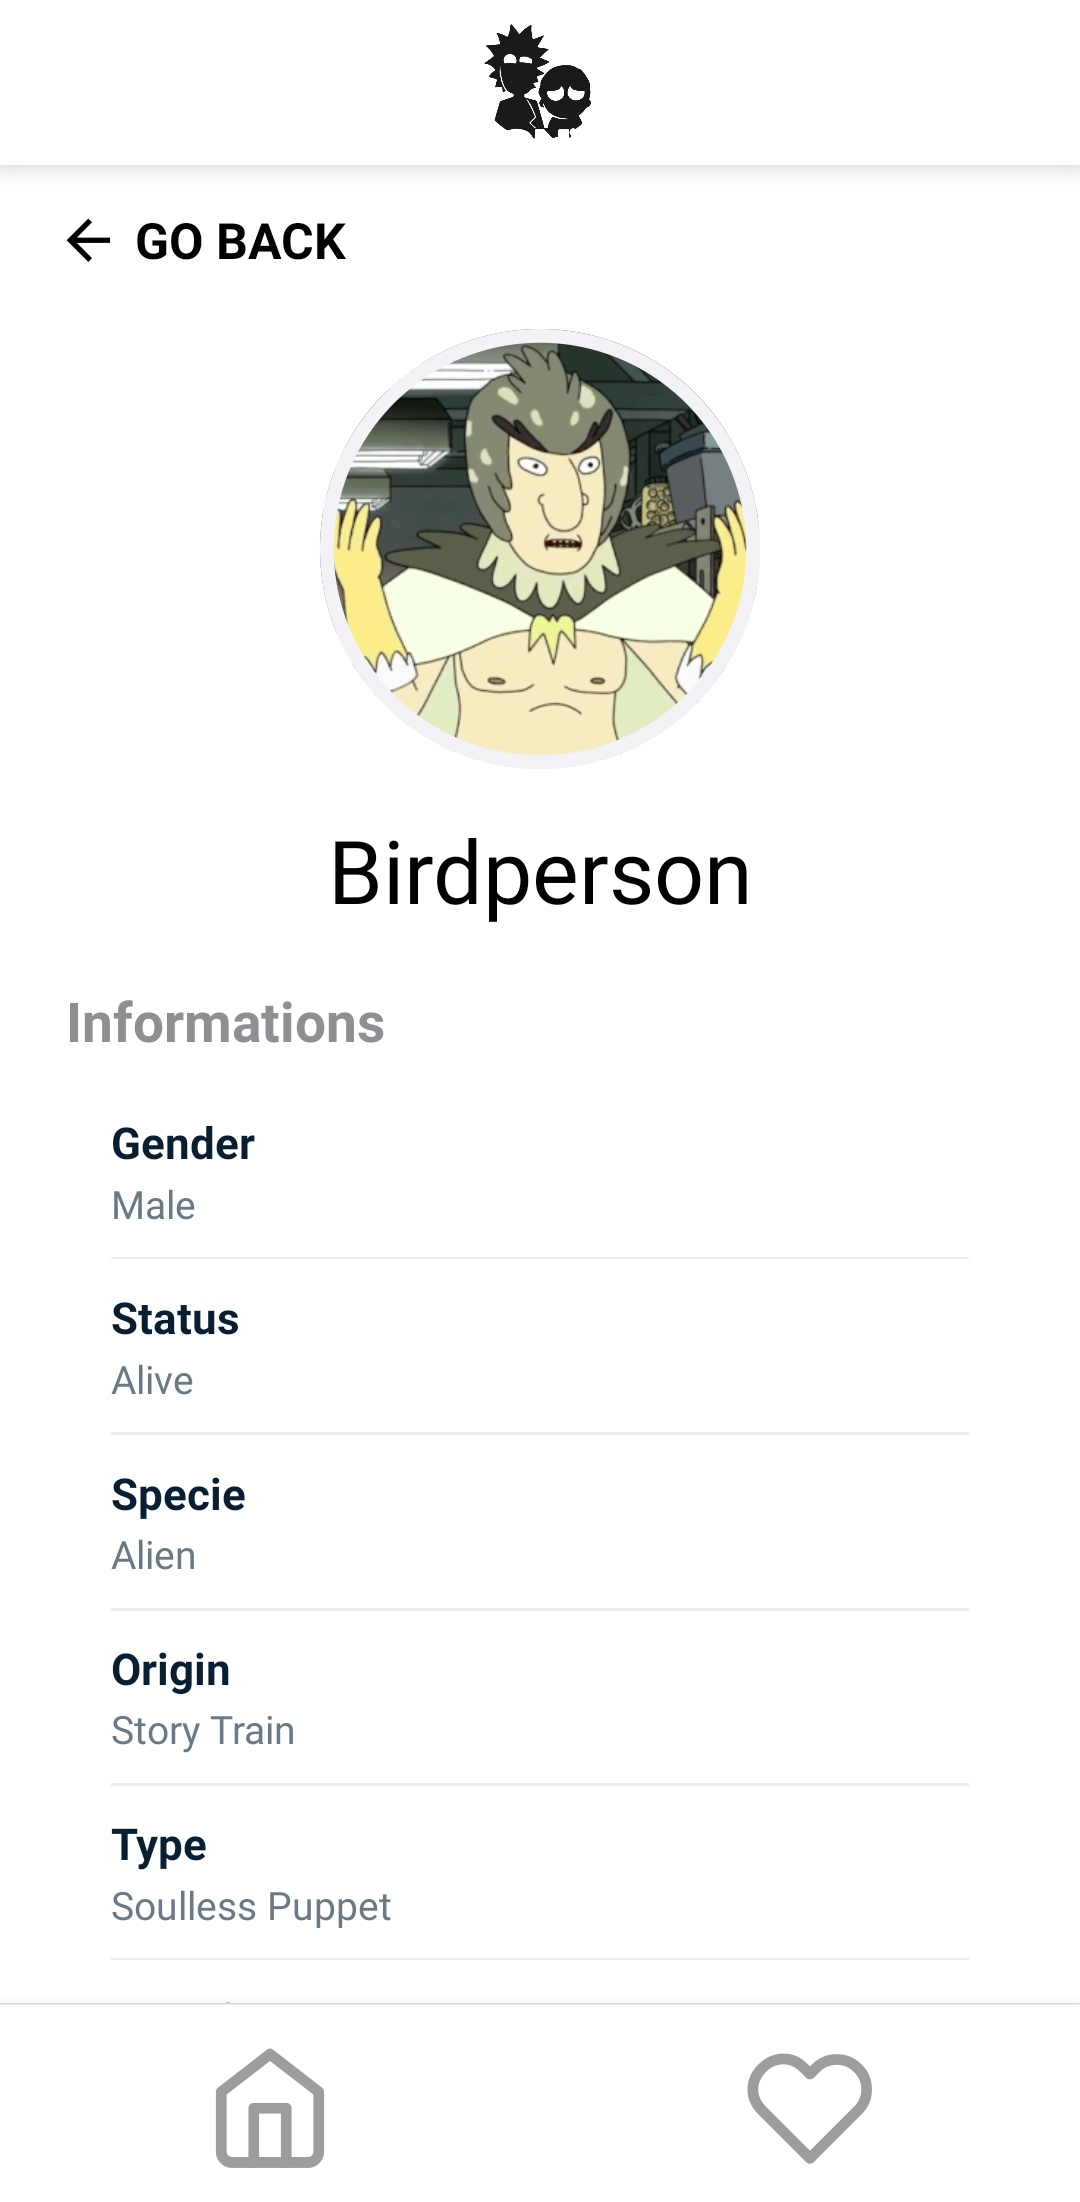 GO BACK
Birdperson
Informations
Gender
Male
Status
Alive
Specie
Alien
Origin
Story Train
Type
Soulless Puppet